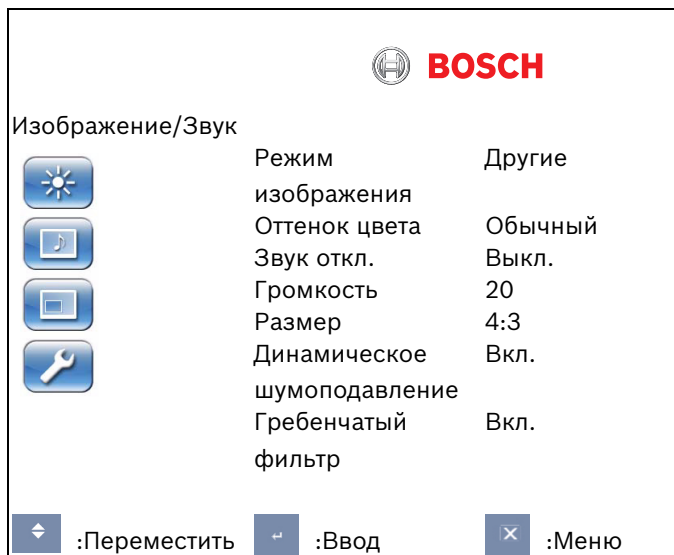 BOSCH
Изображение/Звук
Режим изображения Другие
Оттенок цвета Обычный
Звук откл. Выкл.
Громкость 20
Размер 4:3
Динамическое шумоподавление Вкл.
Гребенчатый фильтр Вкл.
:Переместить :Ввод :Меню